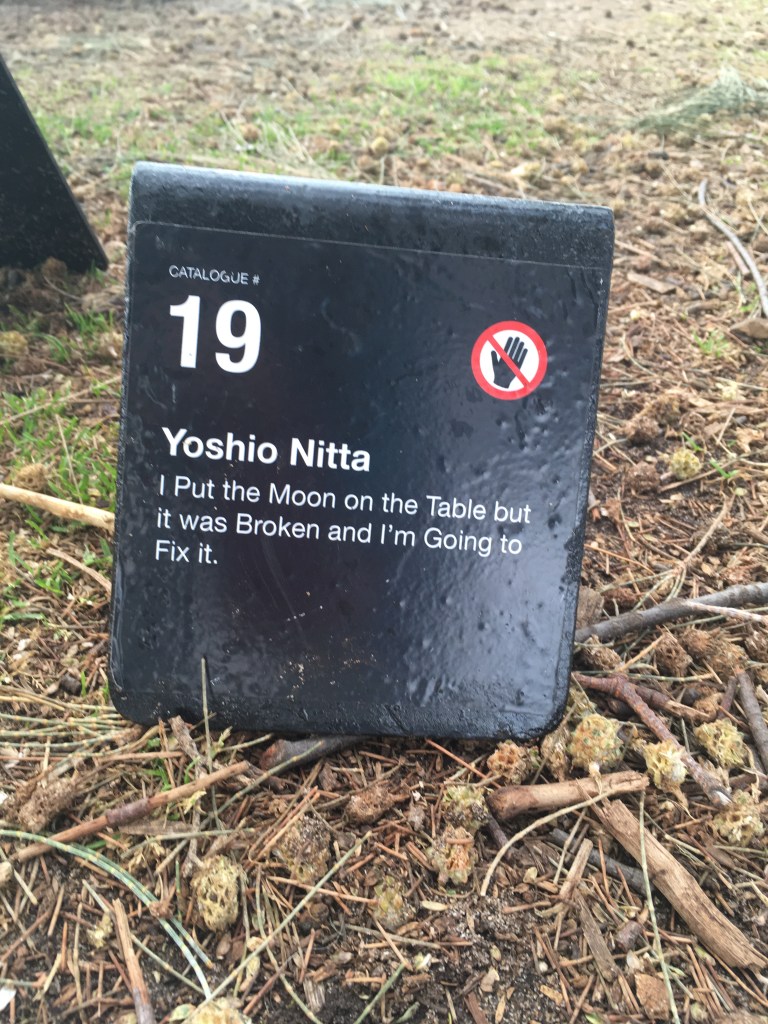 CATALOGUE #
19
Yoshio Nitta
I Put the Moon on the Table but
it was Broken and I'm Going to
Fix it.